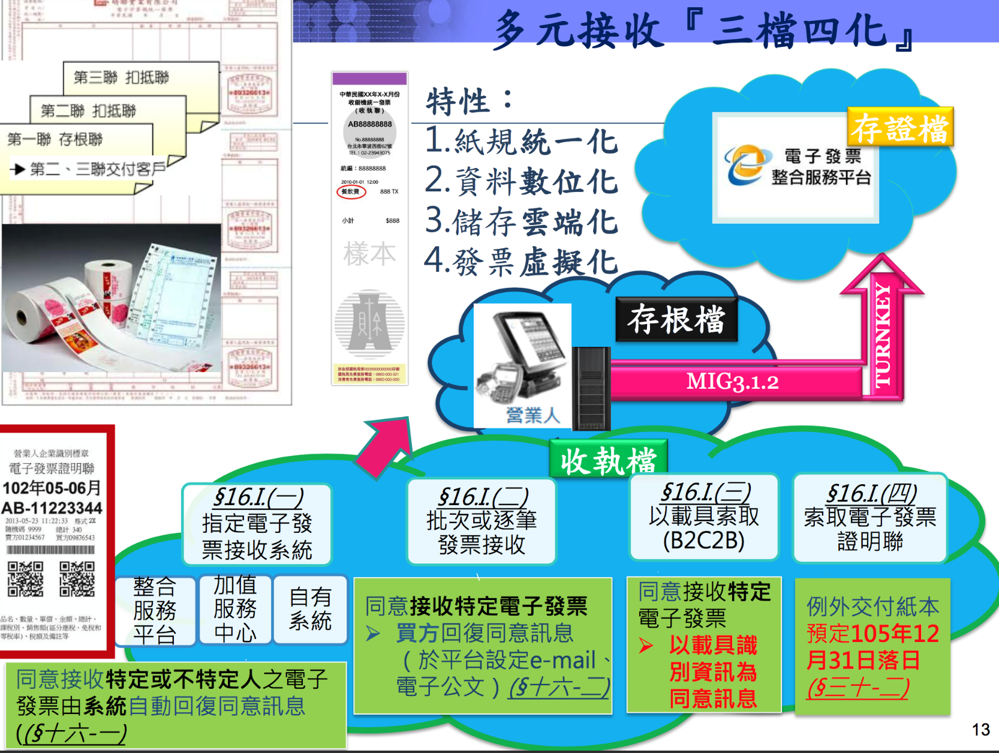 多元接收『三檔四化』
第三聯 扣抵聯
第二聯 扣抵聯
第一聯 存根聯
第二、三聯交付客戶
*89326613*
*89326613*
*89326613*
中華民國XX年X-X月份
收銀機統一發票
(收執聯)
AB88888888
No.88888888
台北市寧波西街62號
TEL：02-23943075
統編：88888888
2010-01-01 12:00
餐飲費 888 TX
小計 $888
樣本
特性：
1.紙規統一化
2.資料數位化
3.儲存雲端化
4.發票虛擬化
存證檔
電子發票
整合服務平台
存根檔
營業人
MIG3.1.2
TURNKEY
收執檔
營業人企業識別標章
電子發票證明聯
102年05-06月
AB-11223344
2013-05-23 11:22:33 格式 2X
隨機碼 9999 總計 340
賣方01234567 買方09876543
品名、數量、單價、金額、總計、
課稅別、銷售額(區分應稅、免稅和
零稅率)、稅額及備註等
§16.I.(一)
指定電子發
票接收系統
§16.I.(二)
批次或逐筆
發票接收
§16.I.(三)
以載具索取
(B2C2B)
§16.I.(四)
索取電子發票
證明聯
整合
服務
平台
加值
服務
中心
自有
系統
同意接收特定或不特定人之電子
發票由系統自動回復同意訊息
((§十六-一)
同意接收特定電子發票
➢ 買方回復同意訊息
（於平台設定e-mail、
電子公文）(§十六-二)
同意接收特定
電子發票
➢ 以載具識
別資訊為
同意訊息
例外交付紙本
預定105年12
月31日落日
(§三十-二)
13